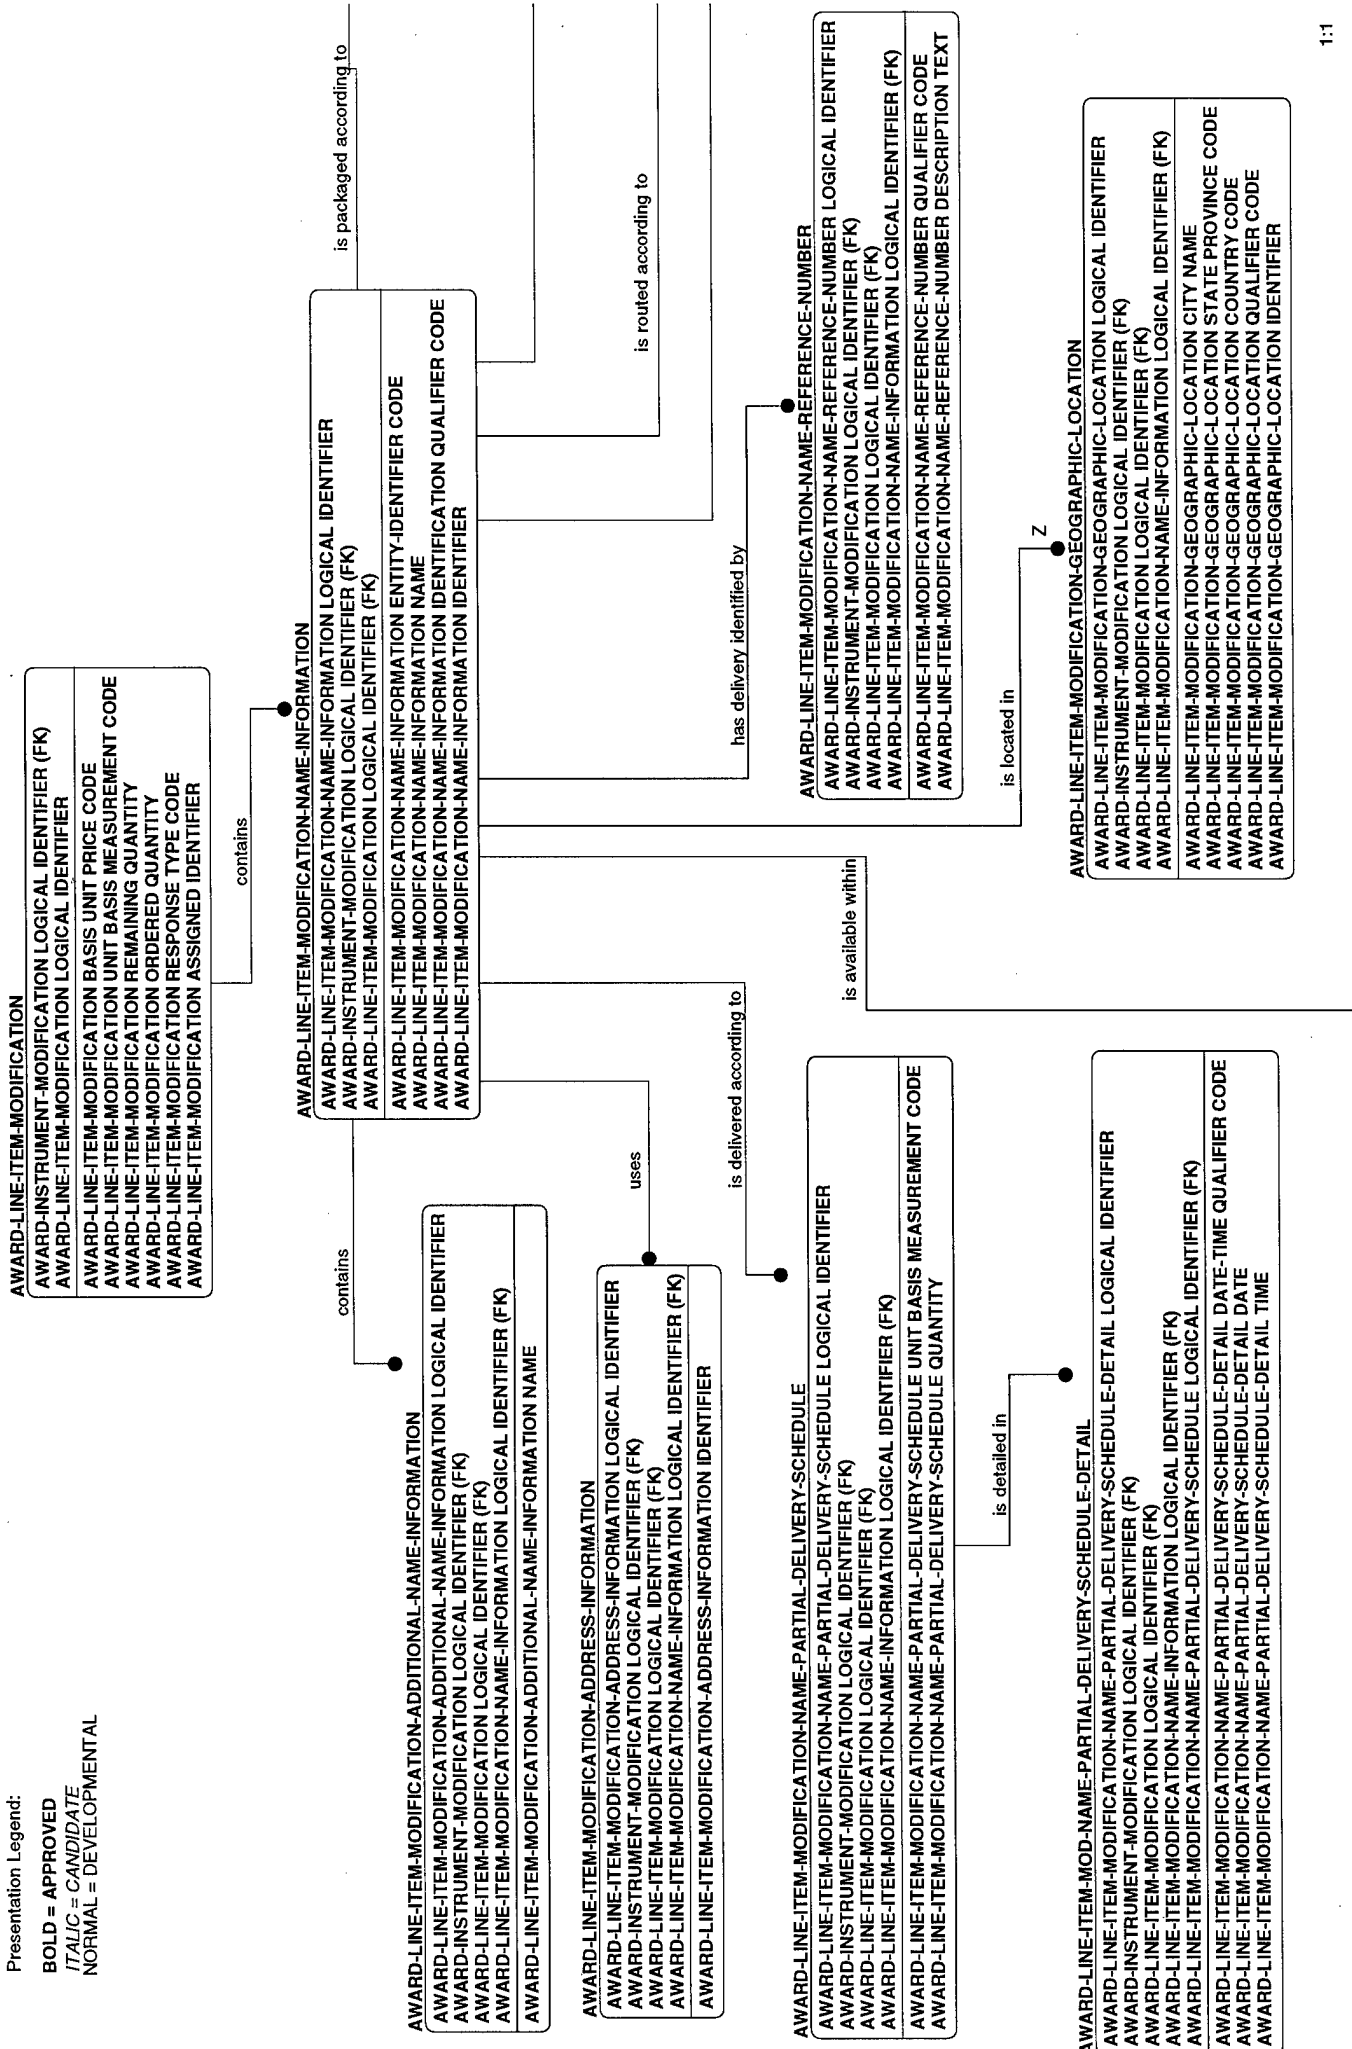 Presentation Legend:
BOLD = APPROVED
ITALIC = CANDIDATE
NORMAL = DEVELOPMENTAL
AWARD-LINE-ITEM-MODIFICATION
AWARD-INSTRUMENT-MODIFICATION LOGICAL IDENTIFIER (FK)
AWARD-LINE-ITEM-MODIFICATION LOGICAL IDENTIFIER
AWARD-LINE-ITEM-MODIFICATION BASIS UNIT PRICE CODE
AWARD-LINE-ITEM-MODIFICATION UNIT BASIS MEASUREMENT CODE
AWARD-LINE-ITEM-MODIFICATION REMAINING QUANTITY
AWARD-LINE-ITEM-MODIFICATION ORDERED QUANTITY
AWARD-LINE-ITEM-MODIFICATION RESPONSE TYPE CODE
AWARD-LINE-ITEM-MODIFICATION ASSIGNED IDENTIFIER
contains
AWARD-LINE-ITEM-MODIFICATION-NAME-INFORMATION
AWARD-LINE-ITEM-MODIFICATION-NAME-INFORMATION LOGICAL IDENTIFIER
AWARD-INSTRUMENT-MODIFICATION LOGICAL IDENTIFIER (FK)
AWARD-LINE-ITEM-MODIFICATION LOGICAL IDENTIFIER (FK)
AWARD-LINE-ITEM-MODIFICATION-NAME-INFORMATION ENTITY-IDENTIFIER CODE
AWARD-LINE-ITEM-MODIFICATION-NAME-INFORMATION NAME
AWARD-LINE-ITEM-MODIFICATION-NAME-INFORMATION IDENTIFICATION QUALIFIER CODE
AWARD-LINE-ITEM-MODIFICATION-NAME-INFORMATION IDENTIFIER
is packaged according to
is routed according to
contains
AWARD-LINE-ITEM-MODIFICATION-ADDITIONAL-NAME-INFORMATION
AWARD-LINE-ITEM-MODIFICATION-ADDITIONAL-NAME-INFORMATION LOGICAL IDENTIFIER
AWARD-INSTRUMENT-MODIFICATION LOGICAL IDENTIFIER (FK)
AWARD-LINE-ITEM-MODIFICATION LOGICAL IDENTIFIER (FK)
AWARD-LINE-ITEM-MODIFICATION-NAME-INFORMATION LOGICAL IDENTIFIER (FK)
AWARD-LINE-ITEM-MODIFICATION-ADDITIONAL-NAME-INFORMATION NAME
uses
AWARD-LINE-ITEM-MODIFICATION-ADDRESS-INFORMATION
AWARD-LINE-ITEM-MODIFICATION-ADDRESS-INFORMATION LOGICAL IDENTIFIER
AWARD-INSTRUMENT-MODIFICATION LOGICAL IDENTIFIER (FK)
AWARD-LINE-ITEM-MODIFICATION LOGICAL IDENTIFIER (FK)
AWARD-LINE-ITEM-MODIFICATION-NAME-INFORMATION LOGICAL IDENTIFIER (FK)
AWARD-LINE-ITEM-MODIFICATION-ADDRESS-INFORMATION IDENTIFIER
is delivered according to
AWARD-LINE-ITEM-MODIFICATION-NAME-PARTIAL-DELIVERY-SCHEDULE
AWARD-LINE-ITEM-MODIFICATION-NAME-PARTIAL-DELIVERY-SCHEDULE LOGICAL IDENTIFIER
AWARD-INSTRUMENT-MODIFICATION LOGICAL IDENTIFIER (FK)
AWARD-LINE-ITEM-MODIFICATION LOGICAL IDENTIFIER (FK)
AWARD-LINE-ITEM-MODIFICATION-NAME-INFORMATION LOGICAL IDENTIFIER (FK)
AWARD-LINE-ITEM-MODIFICATION-NAME-PARTIAL-DELIVERY-SCHEDULE UNIT BASIS MEASUREMENT CODE
AWARD-LINE-ITEM-MODIFICATION-NAME-PARTIAL-DELIVERY-SCHEDULE QUANTITY
is detailed in
AWARD-LINE-ITEM-MOD-NAME-PARTIAL-DELIVERY-SCHEDULE-DETAIL
AWARD-LINE-ITEM-MODIFICATION-NAME-PARTIAL-DELIVERY-SCHEDULE-DETAIL LOGICAL IDENTIFIER
AWARD-INSTRUMENT-MODIFICATION LOGICAL IDENTIFIER (FK)
AWARD-LINE-ITEM-MODIFICATION LOGICAL IDENTIFIER (FK)
AWARD-LINE-ITEM-MODIFICATION-NAME-INFORMATION LOGICAL IDENTIFIER (FK)
AWARD-LINE-ITEM-MODIFICATION-NAME-PARTIAL-DELIVERY-SCHEDULE LOGICAL IDENTIFIER (FK)
AWARD-LINE-ITEM-MODIFICATION-NAME-PARTIAL-DELIVERY-SCHEDULE-DETAIL DATE-TIME QUALIFIER CODE
AWARD-LINE-ITEM-MODIFICATION-NAME-PARTIAL-DELIVERY-SCHEDULE-DETAIL DATE
AWARD-LINE-ITEM-MODIFICATION-NAME-PARTIAL-DELIVERY-SCHEDULE-DETAIL TIME
is available within
has delivery identified by
AWARD-LINE-ITEM-MODIFICATION-NAME-REFERENCE-NUMBER
AWARD-LINE-ITEM-MODIFICATION-NAME-REFERENCE-NUMBER LOGICAL IDENTIFIER
AWARD-INSTRUMENT-MODIFICATION LOGICAL IDENTIFIER (FK)
AWARD-LINE-ITEM-MODIFICATION LOGICAL IDENTIFIER (FK)
AWARD-LINE-ITEM-MODIFICATION-NAME-INFORMATION LOGICAL IDENTIFIER (FK)
AWARD-LINE-ITEM-MODIFICATION-NAME-REFERENCE-NUMBER QUALIFIER CODE
AWARD-LINE-ITEM-MODIFICATION-NAME-REFERENCE-NUMBER DESCRIPTION TEXT
is located in
Z
AWARD-LINE-ITEM-MODIFICATION-GEOGRAPHIC-LOCATION
AWARD-LINE-ITEM-MODIFICATION-GEOGRAPHIC-LOCATION LOGICAL IDENTIFIER
AWARD-INSTRUMENT-MODIFICATION LOGICAL IDENTIFIER (FK)
AWARD-LINE-ITEM-MODIFICATION LOGICAL IDENTIFIER (FK)
AWARD-LINE-ITEM-MODIFICATION-NAME-INFORMATION LOGICAL IDENTIFIER (FK)
AWARD-LINE-ITEM-MODIFICATION-GEOGRAPHIC-LOCATION CITY NAME
AWARD-LINE-ITEM-MODIFICATION-GEOGRAPHIC-LOCATION STATE PROVINCE CODE
AWARD-LINE-ITEM-MODIFICATION-GEOGRAPHIC-LOCATION COUNTRY CODE
AWARD-LINE-ITEM-MODIFICATION-GEOGRAPHIC-LOCATION QUALIFIER CODE
AWARD-LINE-ITEM-MODIFICATION-GEOGRAPHIC-LOCATION IDENTIFIER
1:1